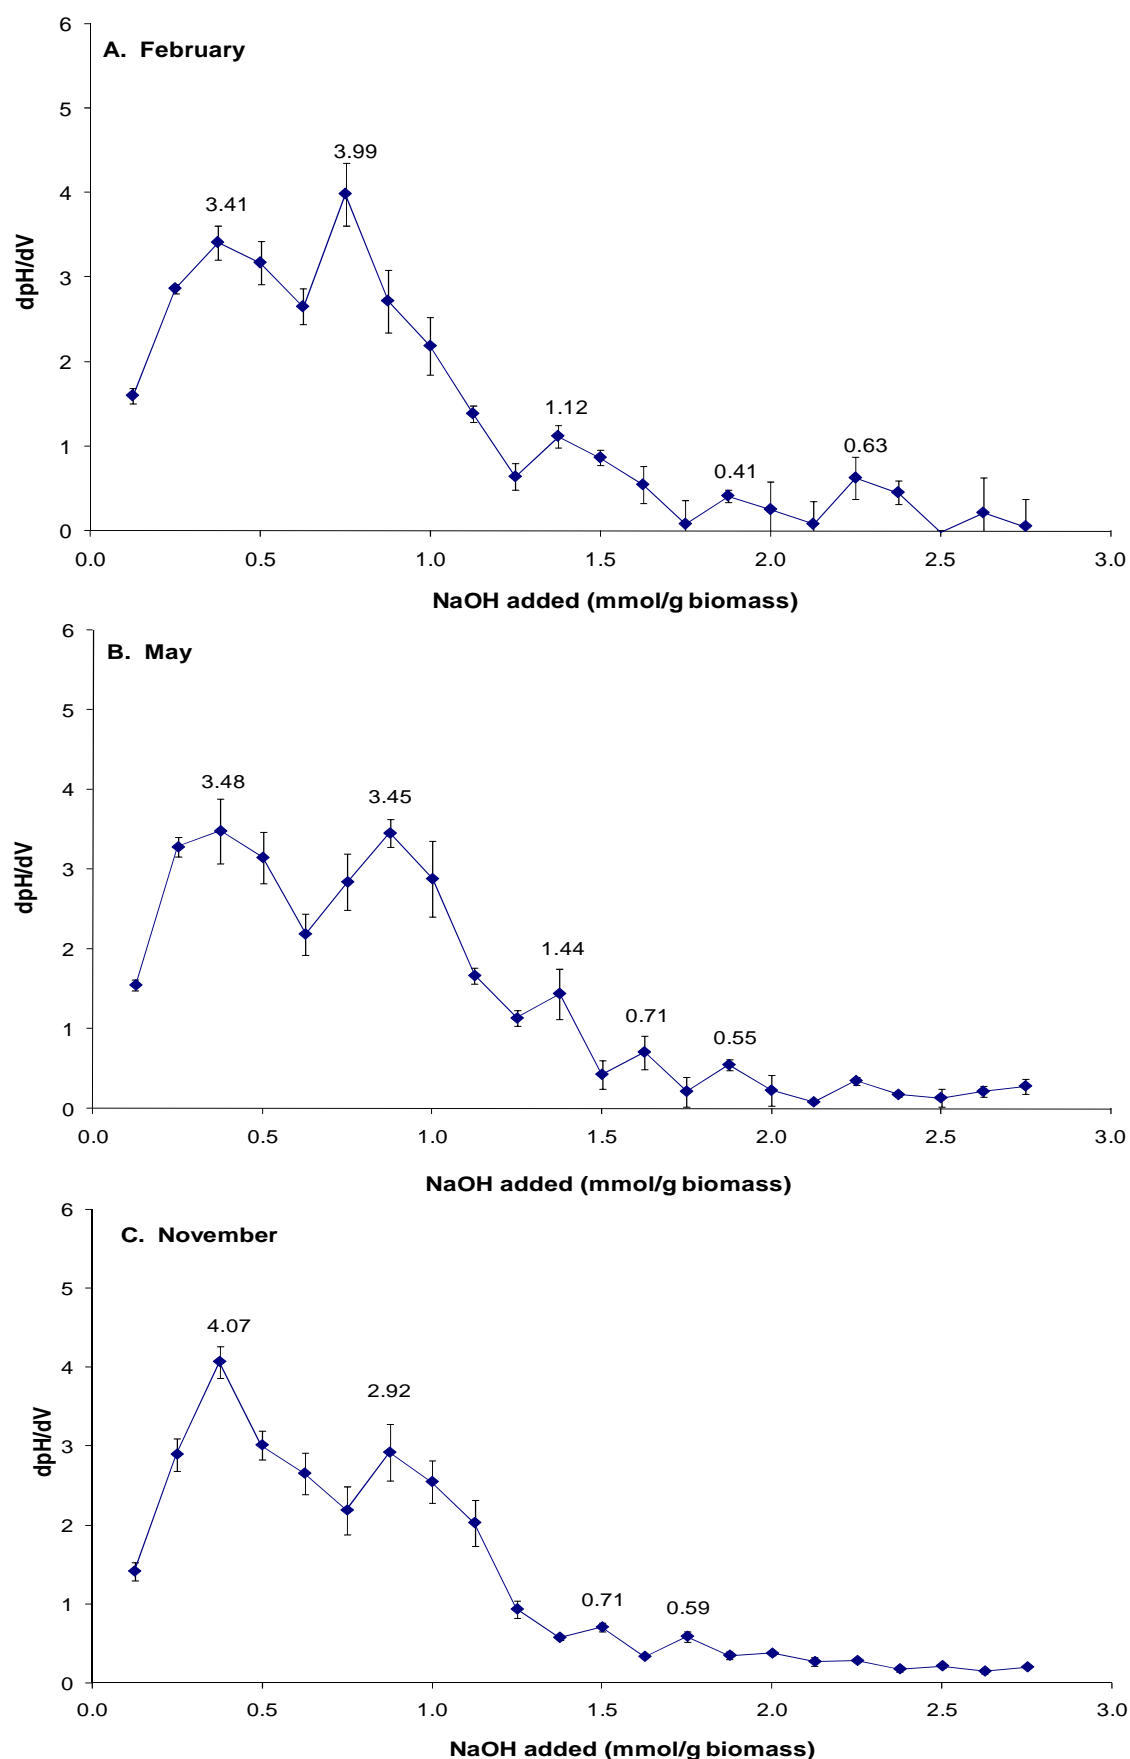 A. February
6
5
4
3
2
1
0
dpH/dV
3.41
3.99
1.12
0.41
0.63
0.0 0.5 1.0 1.5 2.0 2.5 3.0
NaOH added (mmol/g biomass)
B. May
6
5
4
3
2
1
0
dpH/dV
3.48
3.45
1.44
0.71
0.55
0.0 0.5 1.0 1.5 2.0 2.5 3.0
NaOH added (mmol/g biomass)
C. November
6
5
4
3
2
1
0
dpH/dV
4.07
2.92
0.71
0.59
0.0 0.5 1.0 1.5 2.0 2.5 3.0
NaOH added (mmol/g biomass)